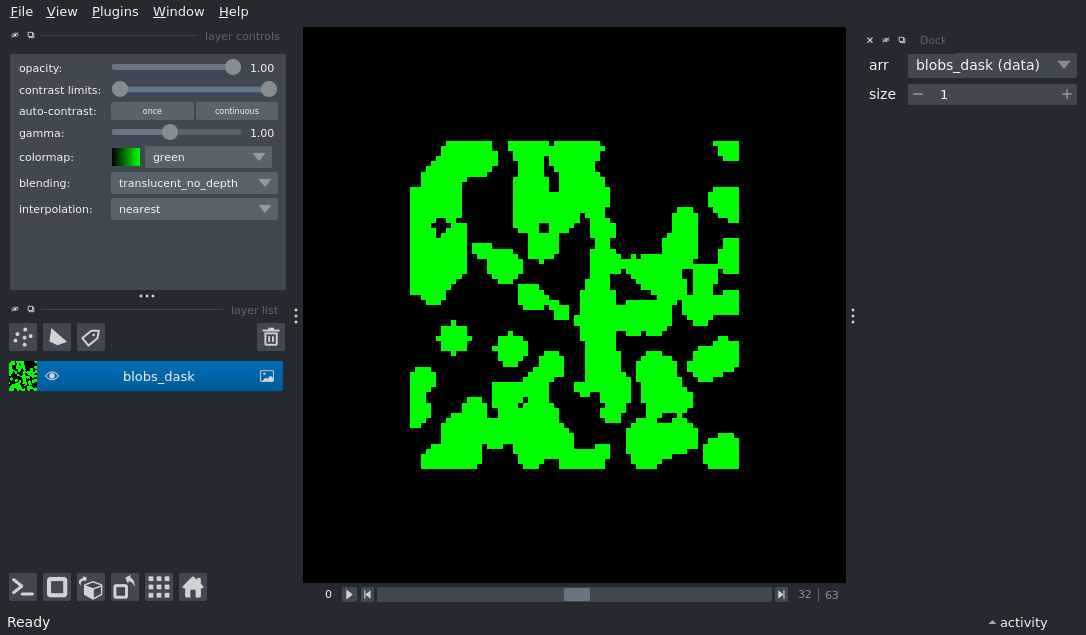 File View Plugins Window Help
layer controls
opacity: 1.00
contrast limits:
auto-contrast: once continuous
gamma: 1.00
colormap: green
blending: translucent_no_depth
interpolation: nearest
layer list
blobs_dask
0 32 63
Ready
Dock
arr blobs_dask (data)
size 1
activity